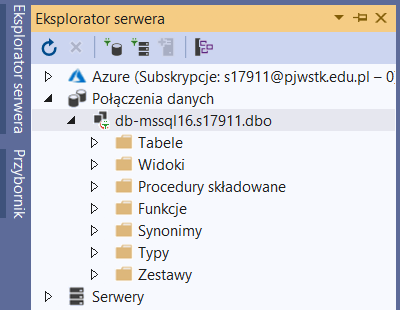 Eksplorator serwera
Przybornik
Eksplorator serwera
Azure (Subskrypcje: s17911@pjwstk.edu.pl – 0
Połączenia danych
db-mssql16.s17911.dbo
Tabele
Widoki
Procedury składowane
Funkcje
Synonimy
Typy
Zestawy
Serwery